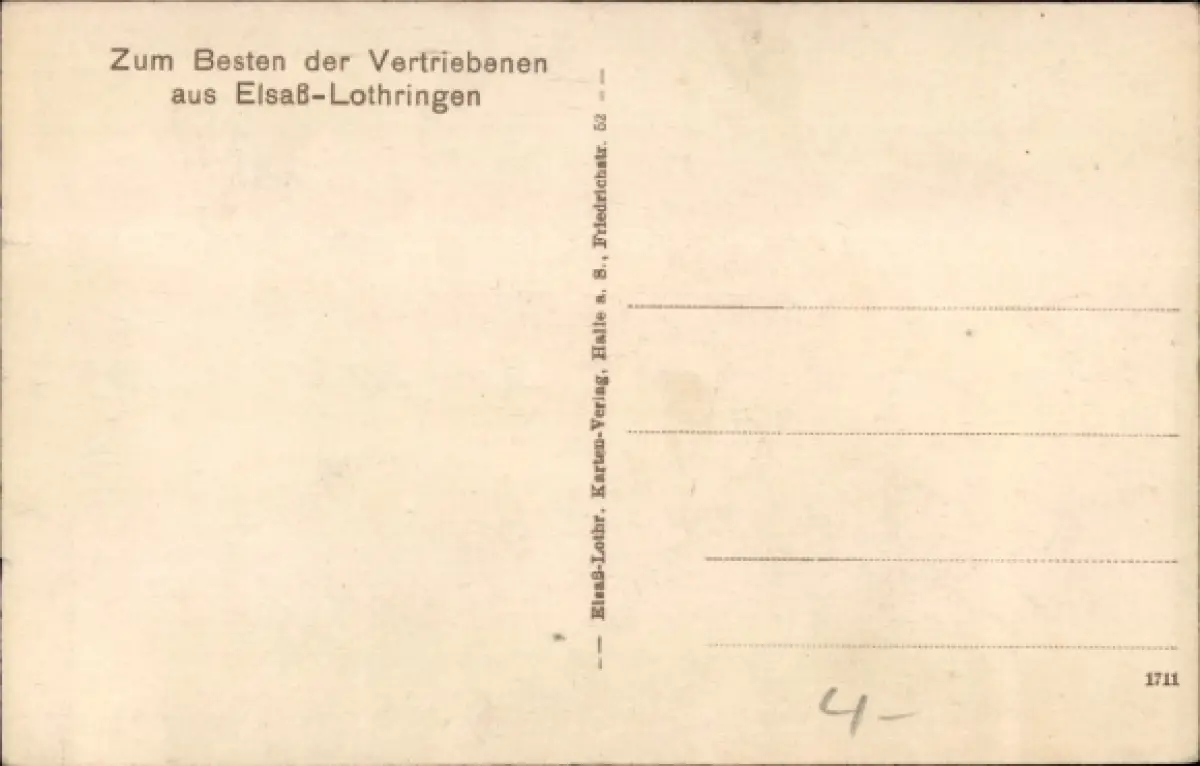 Zum Besten der Vertriebenen
aus Elsaß-Lothringen
Elsaß-Lothr. Karten-Verlag, Halle a. S., Friedrichstr. 52
1711
4-